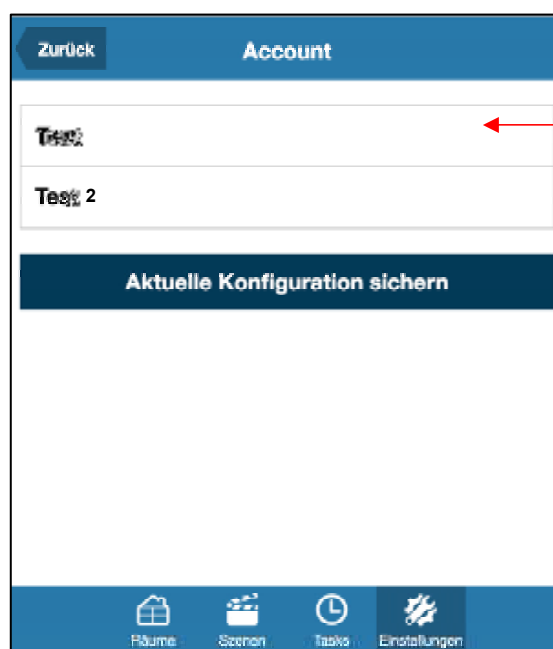 Zurück
Account
Test
Test 2
Aktuelle Konfiguration sichern
Räume
Szenen
Tasks
Einstellungen